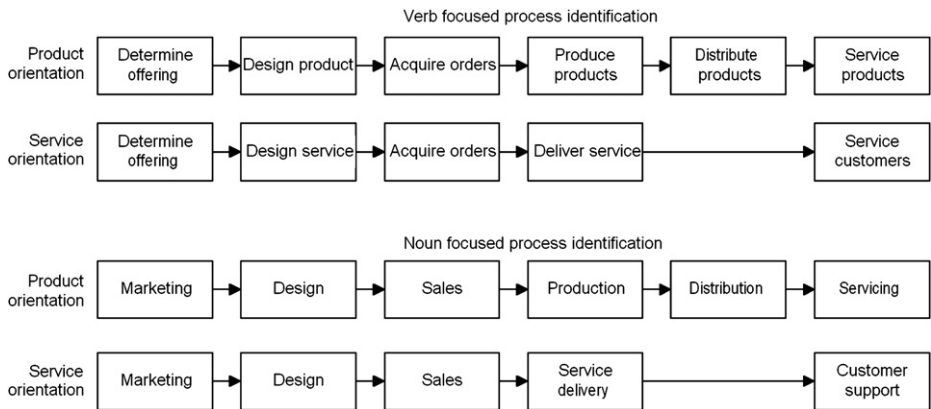 Verb focused process identification
Product
orientation
Determine
offering
Design product
Acquire orders
Produce
products
Distribute
products
Service
products
Service
orientation
Determine
offering
Design service
Acquire orders
Deliver service
Service
customers
Noun focused process identification
Product
orientation
Marketing
Design
Sales
Production
Distribution
Servicing
Service
orientation
Marketing
Design
Sales
Service
delivery
Customer
support